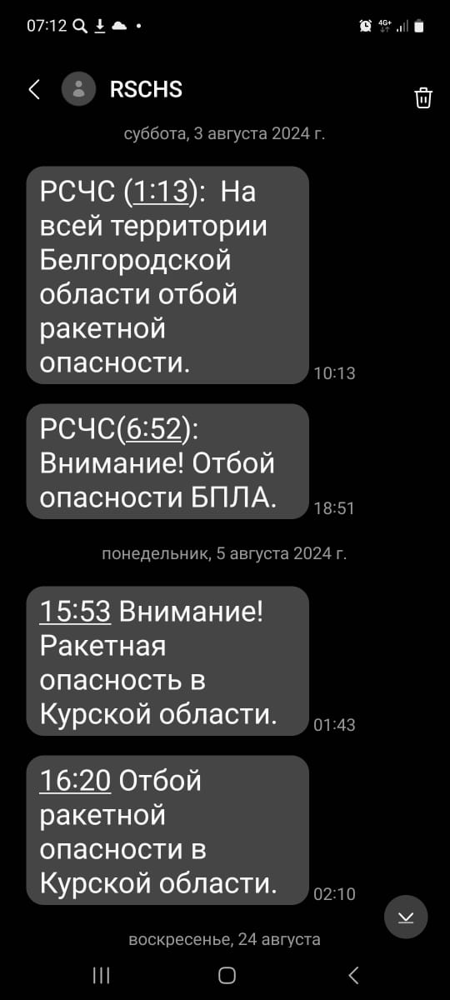 07:12
4G+
RSCHS
суббота, 3 августа 2024 г.
РСЧС (1:13): На
всей территории
Белгородской
области отбой
ракетной
опасности.
10:13
РСЧС(6:52):
Внимание! Отбой
опасности БПЛА.
18:51
понедельник, 5 августа 2024 г.
15:53 Внимание!
Ракетная
опасность в
Курской области.
01:43
16:20 Отбой
ракетной
опасности в
Курской области.
02:10
воскресенье, 24 августа